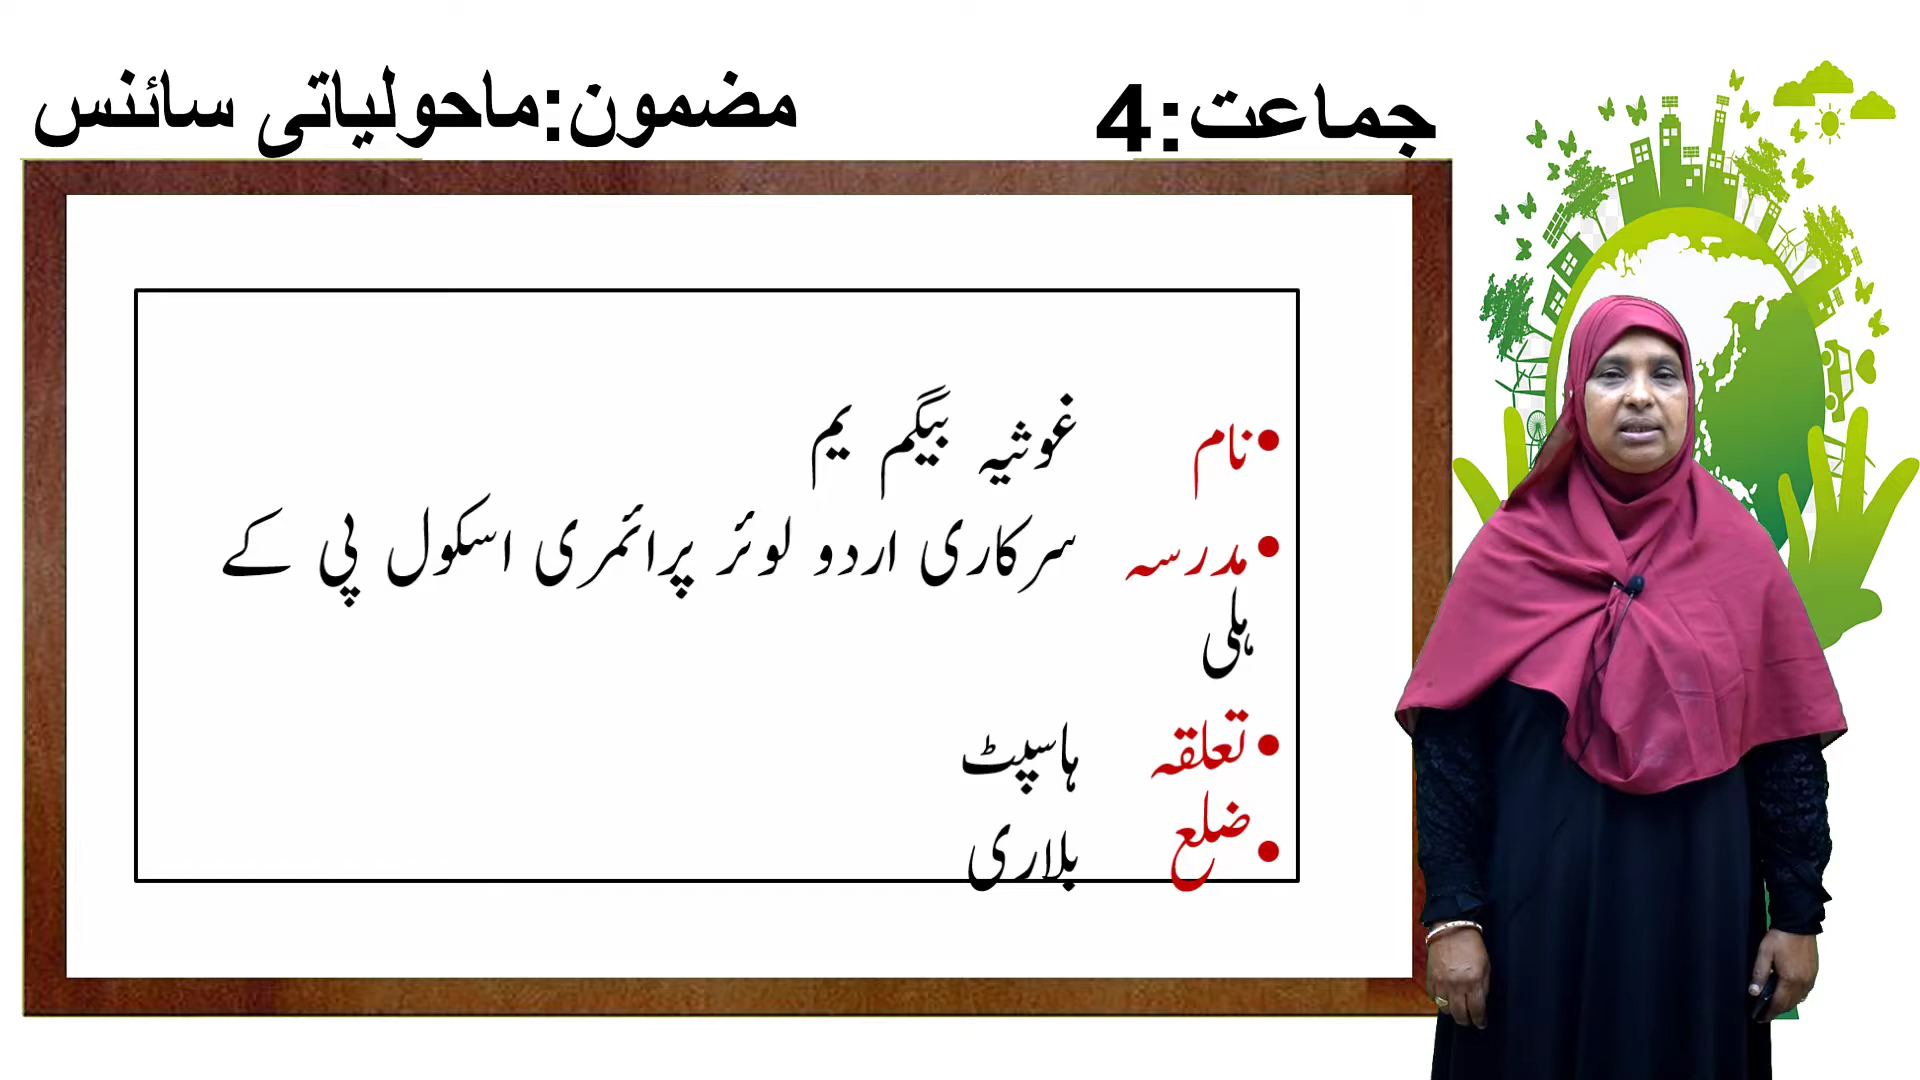 جماعت:4
مضمون:ماحولیاتی سائنس
•نام غوثیہ بیگم یم
•مدرسہ سرکاری اردو لوئر پرائمری اسکول پی کے
ہلی
•تعلقہ ہاسپٹ
•ضلع بلاری